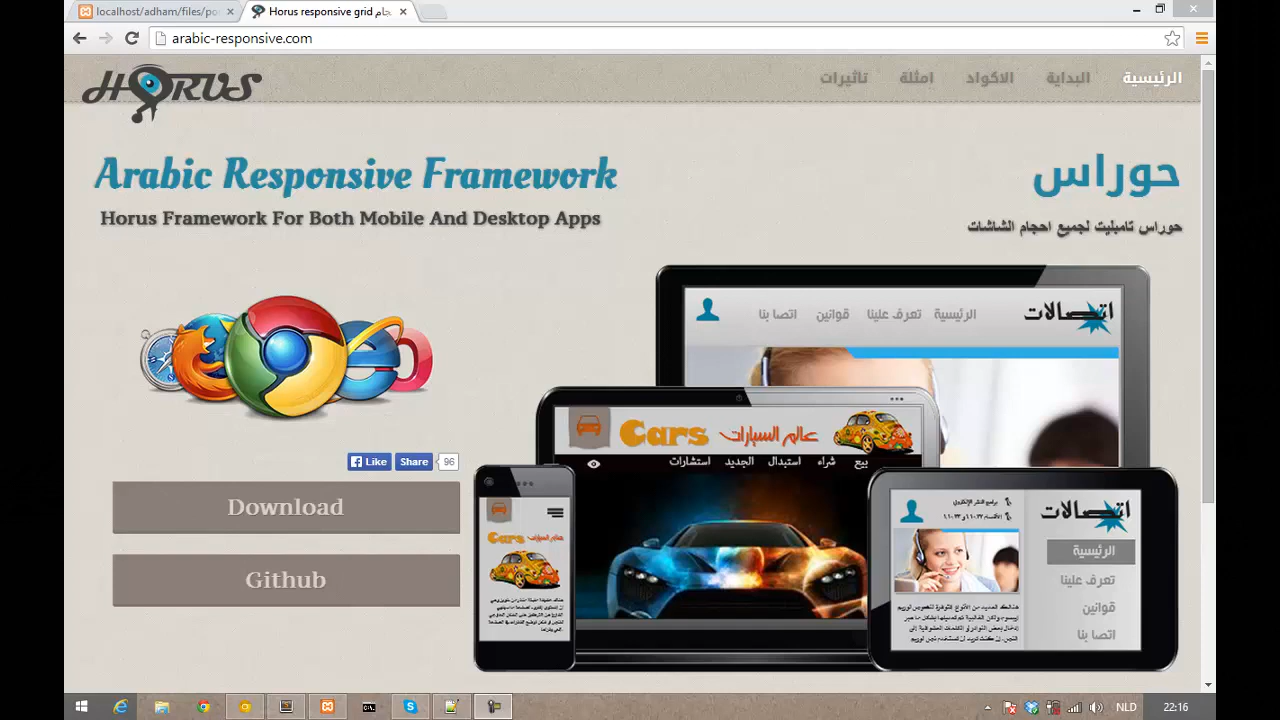 localhost/adham/files/po
Horus responsive grid
arabic-responsive.com
HORUS
الرئيسية
البداية
الاكواد
امثلة
تاثيرات
Arabic Responsive Framework
حوراس
Horus Framework For Both Mobile And Desktop Apps
حوراس تامبليت لجميع احجام الشاشات
اتصالات
الرئيسية
تعرف علينا
قوانين
اتصا بنا
Cars
عالم السيارات
بيع
شراء
استبدال
الجديد
استشارات
Like
Share
96
Download
Github
Cars
عالم السيارات
اتصالات
الرئيسية
تعرف علينا
قوانين
اتصا بنا
NLD
22:16